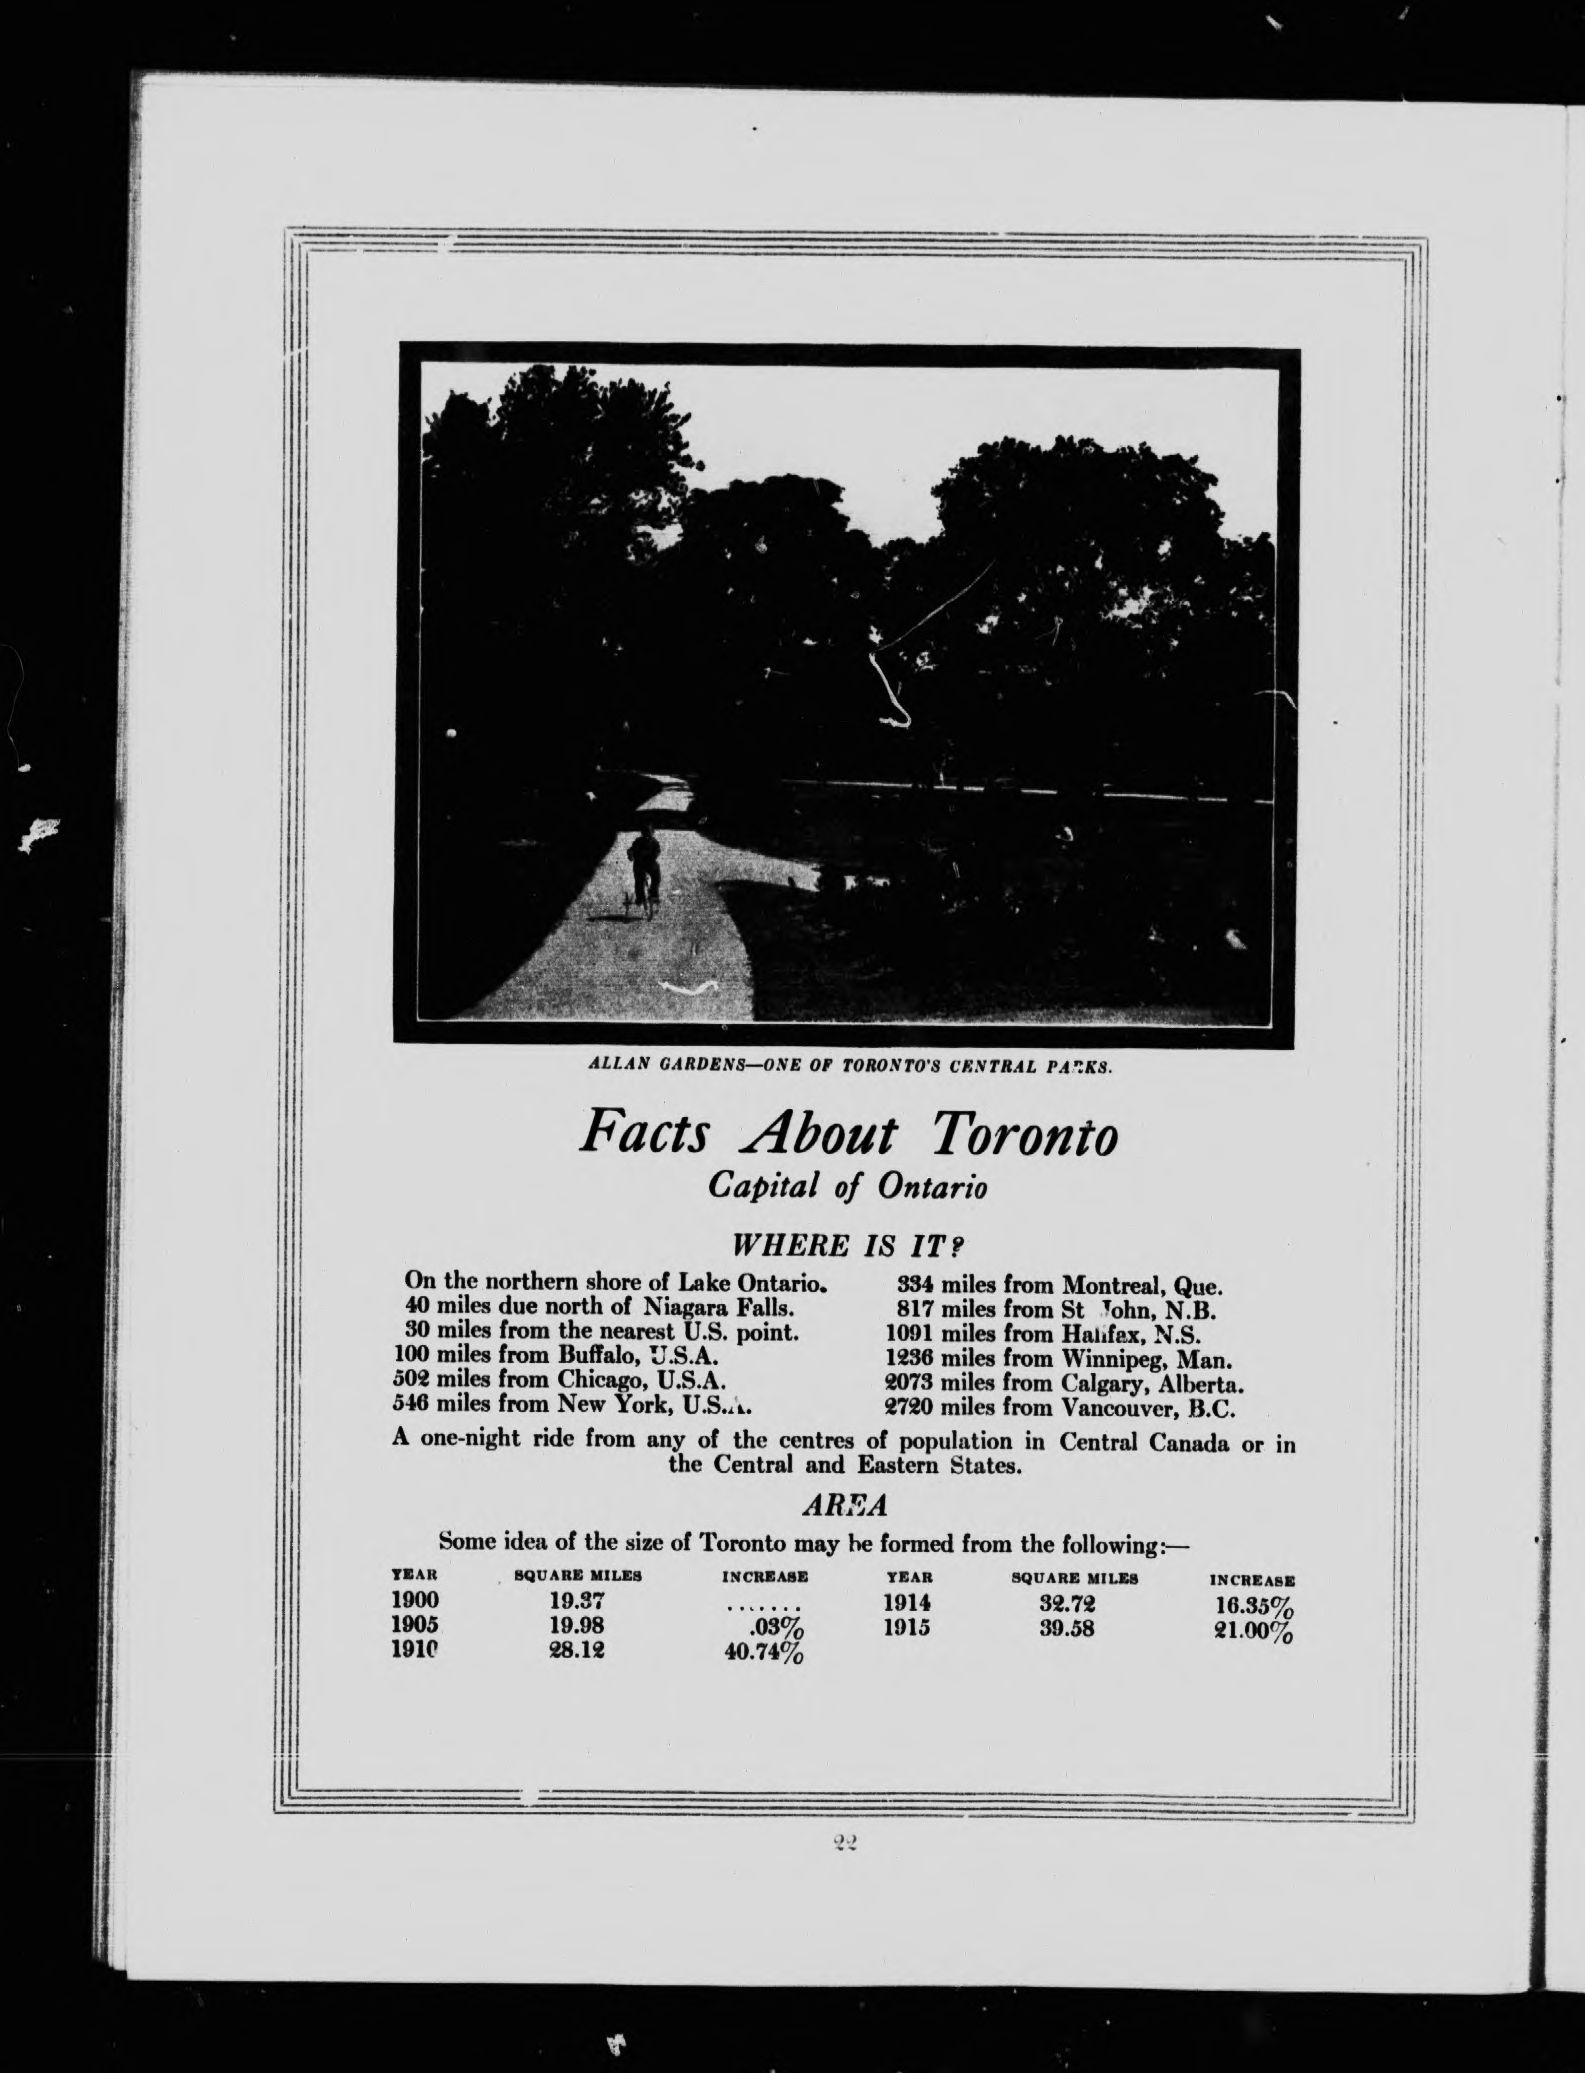 ALLAN GARDENS—ONE OF TORONTO'S CENTRAL PARKS.
Facts About Toronto
Capital of Ontario
WHERE IS IT?
On the northern shore of Lake Ontario.
40 miles due north of Niagara Falls.
30 miles from the nearest U.S. point.
100 miles from Buffalo, U.S.A.
502 miles from Chicago, U.S.A.
546 miles from New York, U.S.A.
334 miles from Montreal, Que.
817 miles from St John, N.B.
1091 miles from Halifax, N.S.
1236 miles from Winnipeg, Man.
2073 miles from Calgary, Alberta.
2720 miles from Vancouver, B.C.
A one-night ride from any of the centres of population in Central Canada or in
the Central and Eastern States.
AREA
Some idea of the size of Toronto may be formed from the following:—
YEAR SQUARE MILES INCREASE YEAR SQUARE MILES INCREASE
1900 19.37 ....... 1914 32.72 16.35%
1905 19.98 .03% 1915 39.58 21.00%
1910 28.12 40.74%
22